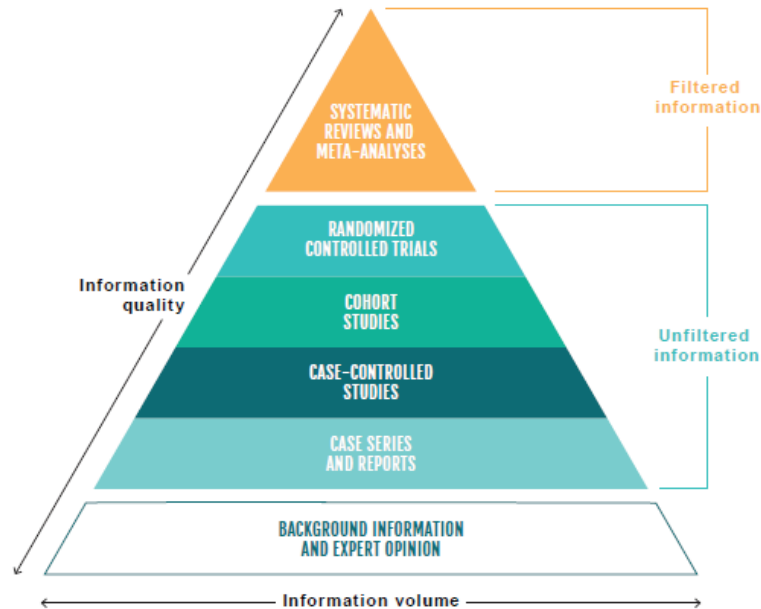 SYSTEMATIC
REVIEWS AND
META-ANALYSES
Filtered
information
RANDOMIZED
CONTROLLED TRIALS
Information
quality
COHORT
STUDIES
Unfiltered
information
CASE-CONTROLLED
STUDIES
CASE SERIES
AND REPORTS
BACKGROUND INFORMATION
AND EXPERT OPINION
Information volume